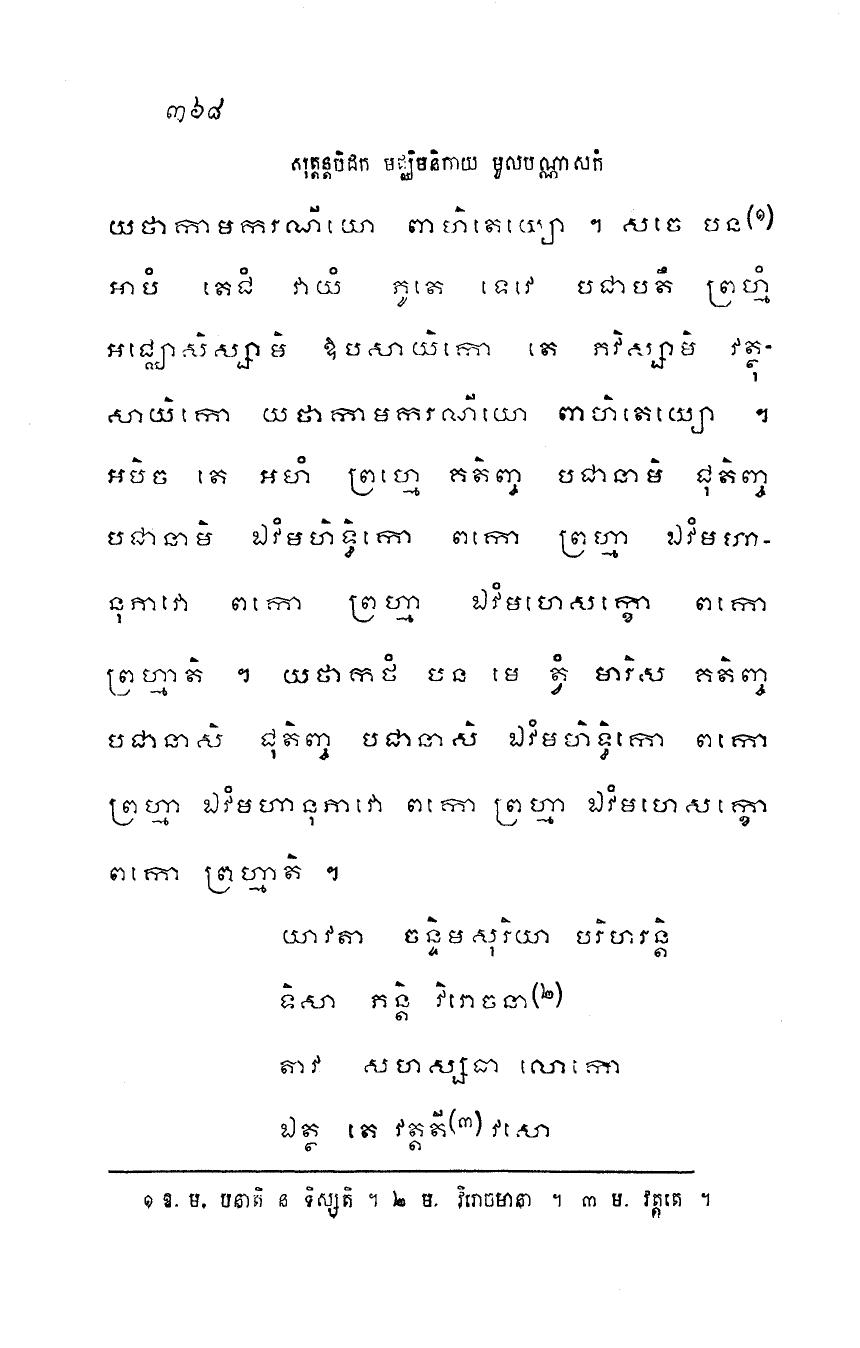 ៣៦៨
សុត្តន្តបិដក មជ្ឈិមនិកាយ មូលបណ្ណាសកំ
យថាកាមករណីយោ ពាហិតេយ្យោ ។ សចេ បន(១)
អាបំ តេជំ វាយំ ភូតេ ទេវេ បជាបតឹ ព្រហ្មំ
អជ្ឈោសិស្សាមិ ឱបសាយិកោ តេ ភវិស្សាមិ វត្ថុ-
សាយិកោ យថាកាមករណីយោ ពាហិតេយ្យោ ។
អបិច តេ អហំ ព្រហ្មេ គតិញ្ច បជានាមិ ជុតិញ្ច
បជានាមិ ឯវំមហិទ្ធិកោ ពកោ ព្រហ្មា ឯវំមហា-
នុភាវោ ពកោ ព្រហ្មា ឯវំមហេសក្ខោ ពកោ
ព្រហ្មាតិ ។ យថាកថំ បន មេ ត្វំ មារិស គតិញ្ច
បជានាសិ ជុតិញ្ច បជានាសិ ឯវំមហិទ្ធិកោ ពកោ
ព្រហ្មា ឯវំមហានុភាវោ ពកោ ព្រហ្មា ឯវំមហេសក្ខោ
ពកោ ព្រហ្មាតិ ។
យាវតា ចន្ទិមសុរិយា បរិហរន្តិ
ទិសា ភន្តិ វិរោចនា(២)
តាវ សហស្សធា លោកោ
ឯត្ថ តេ វត្តតី(៣) វសោ
១ ឱ. ម. បនាតិ ន ទិស្សតិ ។ ២ ម. វិរោចមានា ។ ៣ ម. វត្តតេ ។